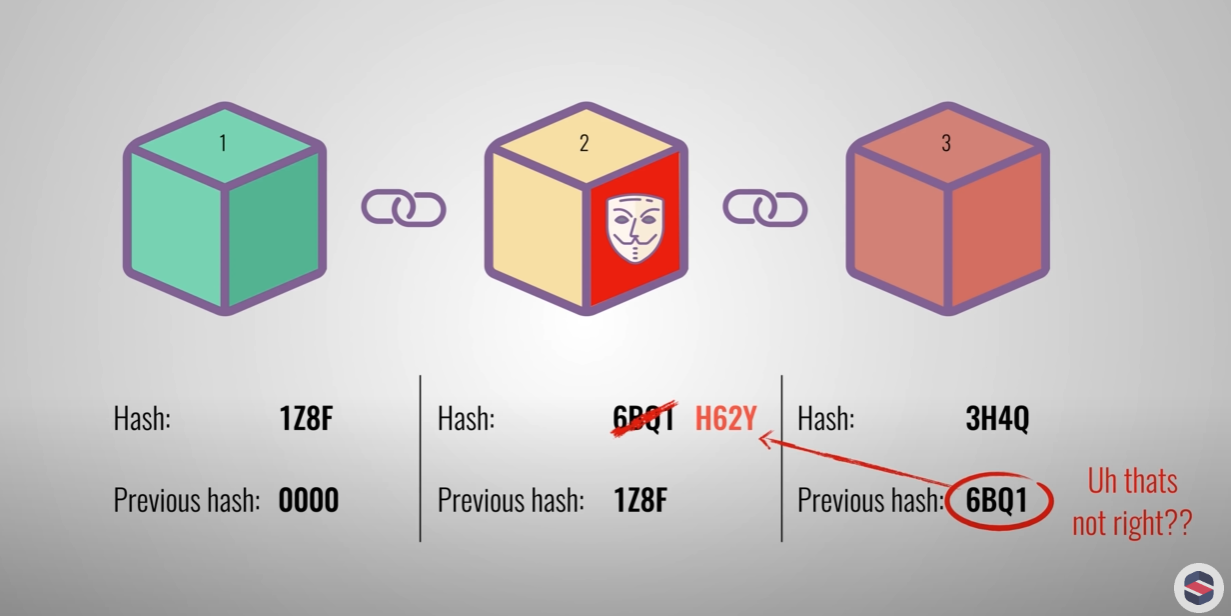 1
2
3
Hash: 1Z8F
Previous hash: 0000
Hash: 6BQ1 H62Y
Previous hash: 1Z8F
Hash: 3H4Q
Previous hash: 6BQ1
Uh thats
not right??